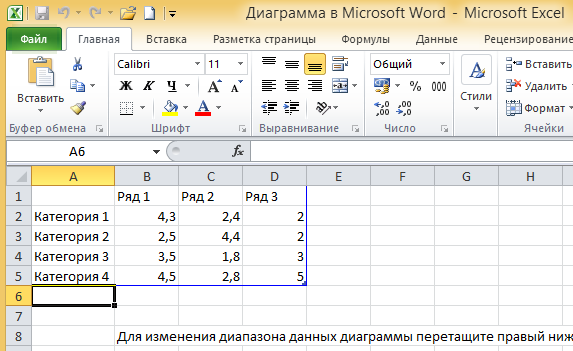 Диаграмма в Microsoft Word - Microsoft Excel
Файл Главная Вставка Разметка страницы Формулы Данные Рецензирование
Calibri 11 Общий Вставить
Вставить Ж К Ч Стили Удалить
А А А % 000 Формат
Буфер обмена Шрифт Выравнивание Число Ячейки
A6 fx
A B C D E F G H
1 Ряд 1 Ряд 2 Ряд 3
2 Категория 1 4,3 2,4 2
3 Категория 2 2,5 4,4 2
4 Категория 3 3,5 1,8 3
5 Категория 4 4,5 2,8 5
6
7
8 Для изменения диапазона данных диаграммы перетащите правый ниж